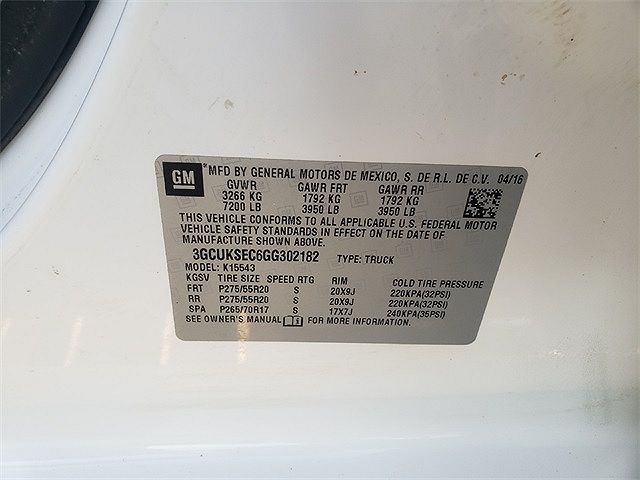 GM *MFD BY GENERAL MOTORS DE MEXICO, S. DE R.L. DE C.V. 04/16
GVWR GAWR FRT GAWR RR
3266 KG 1792 KG 1792 KG
7200 LB 3950 LB 3950 LB
THIS VEHICLE CONFORMS TO ALL APPLICABLE U.S. FEDERAL MOTOR
VEHICLE SAFETY STANDARDS IN EFFECT ON THE DATE OF
MANUFACTURE SHOWN ABOVE.
3GCUKSEC6GG302182 TYPE: TRUCK
MODEL: K15543
KGSV TIRE SIZE SPEED RTG RIM COLD TIRE PRESSURE
FRT P275/55R20 S 20X9J 220KPA(32PSI)
RR P275/55R20 S 20X9J 220KPA(32PSI)
SPA P265/70R17 S 17X7J 240KPA(35PSI)
SEE OWNER'S MANUAL FOR MORE INFORMATION.